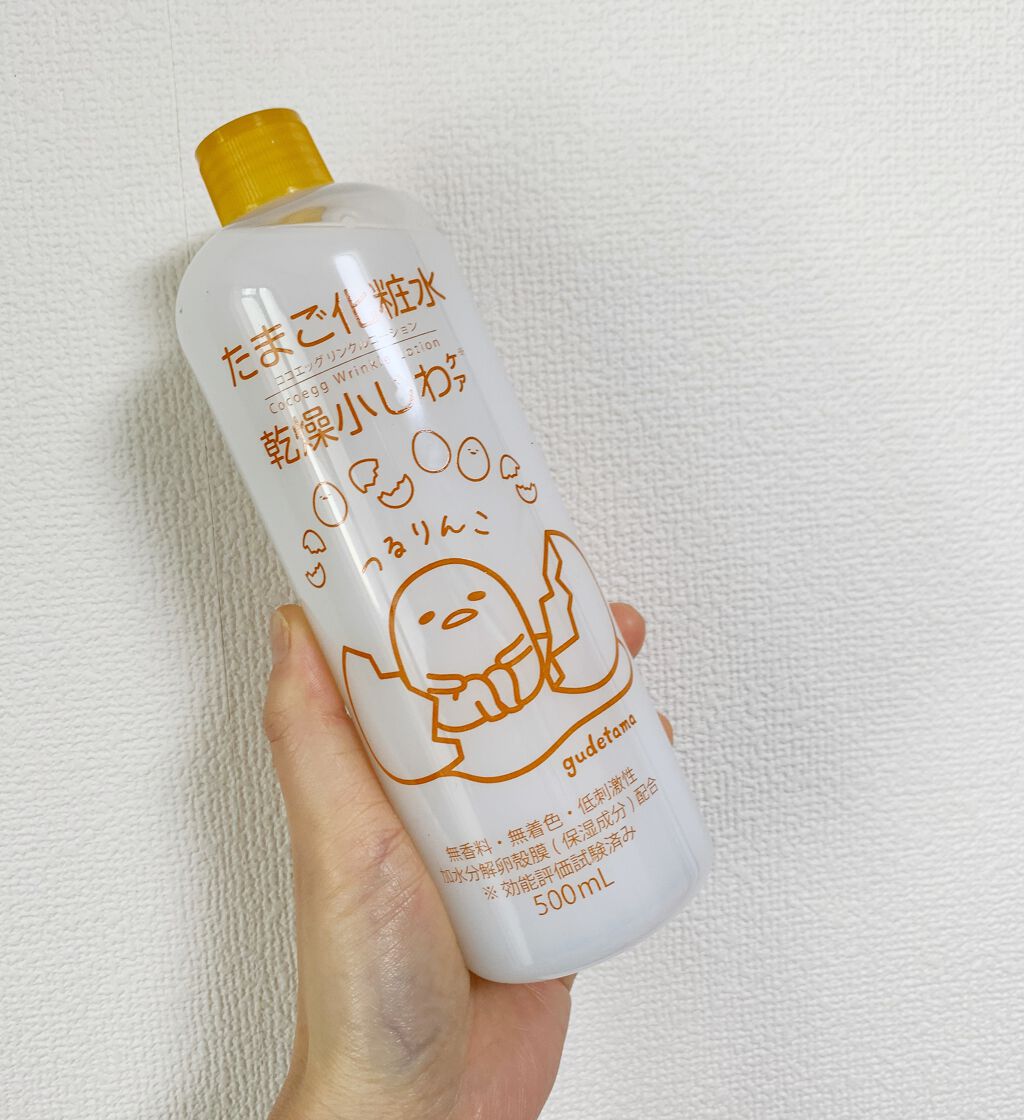 たまご化粧水
ココエッグリンクルローション
Cocoegg Wrinkle Lotion
乾燥小じわケア※
つるりんこ
gudetama
無香料・無着色・低刺激性
加水分解卵殻膜(保湿成分)配合
※効能評価試験済み
500mL